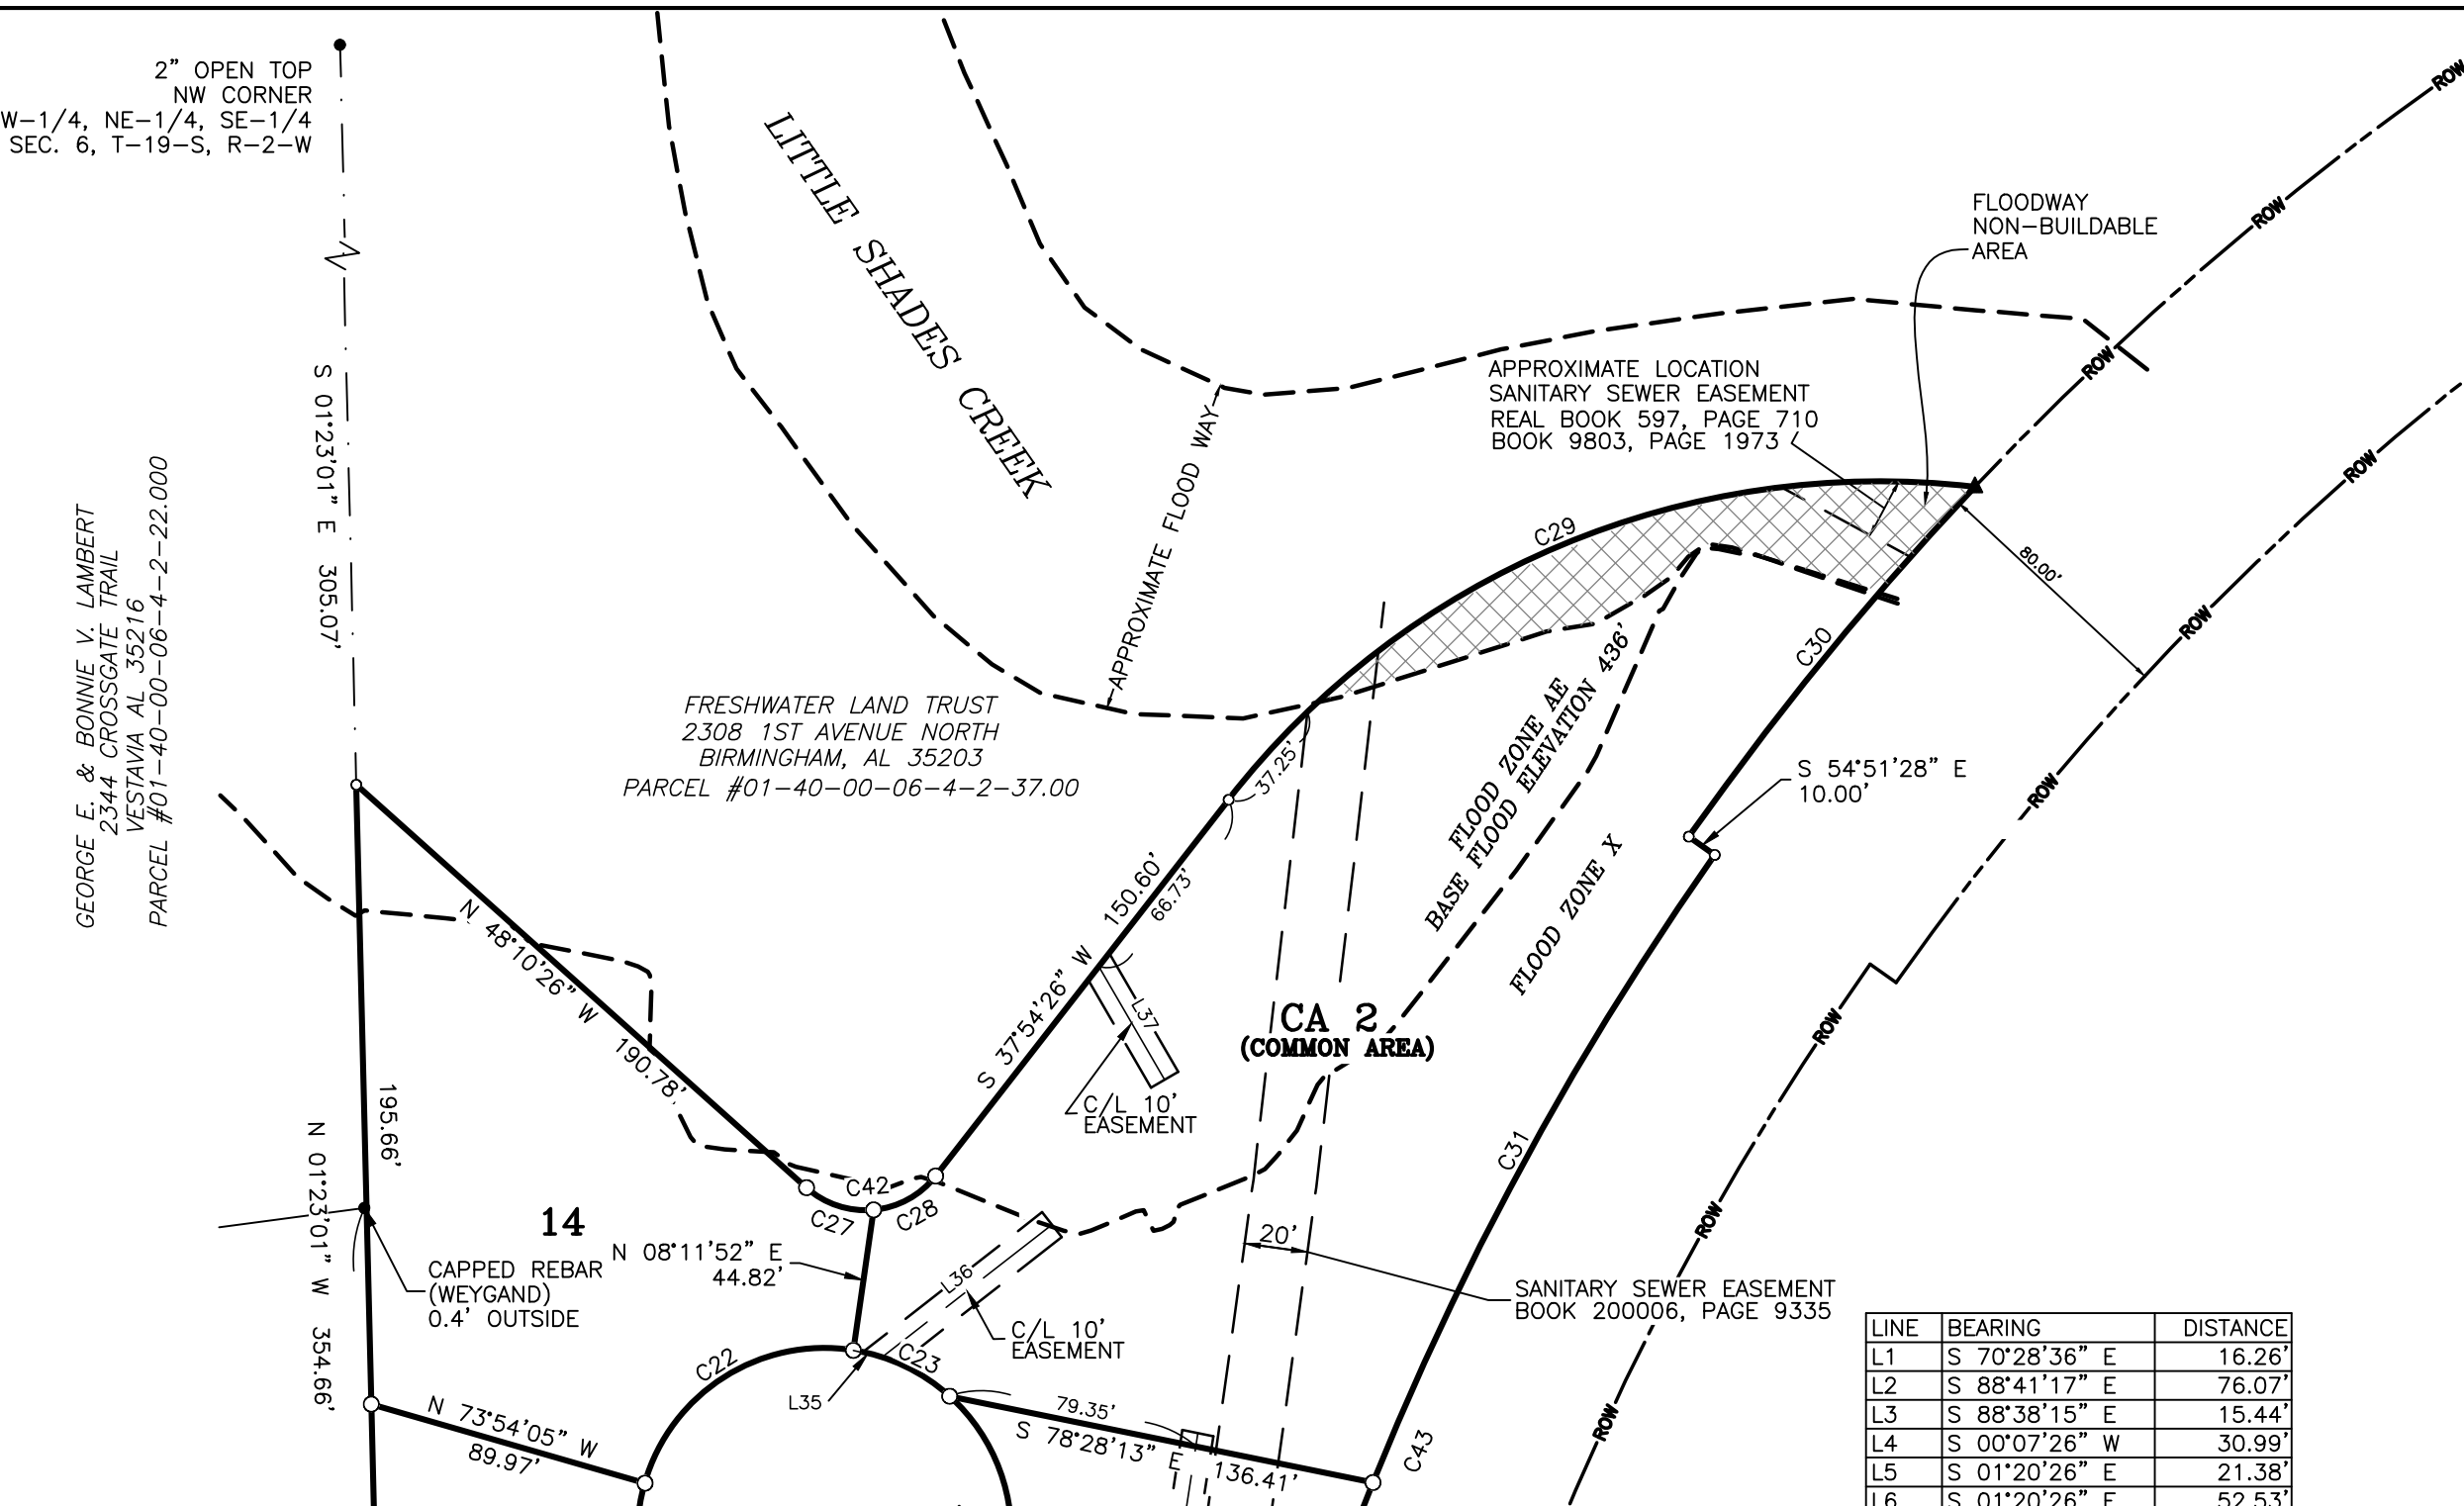 2" OPEN TOP
NW CORNER
W-1/4, NE-1/4, SE-1/4
SEC. 6, T-19-S, R-2-W
S 01°23'01" E 305.07'
GEORGE E. & BONNIE V. LAMBERT
2344 CROSSGATE TRAIL
VESTAVIA AL 35216
PARCEL #01-40-00-06-4-2-22.000
LITTLE SHADES CREEK
APPROXIMATE FLOOD WAY
FRESHWATER LAND TRUST
2308 1ST AVENUE NORTH
BIRMINGHAM, AL 35203
PARCEL #01-40-00-06-4-2-37.00
FLOODWAY
NON-BUILDABLE
AREA
APPROXIMATE LOCATION
SANITARY SEWER EASEMENT
REAL BOOK 597, PAGE 710
BOOK 9803, PAGE 1973
ROW
ROW
ROW
ROW
ROW
ROW
ROW
ROW
ROW
C29
C30
80.00'
S 54°51'28" E
10.00'
FLOOD ZONE AE
BASE FLOOD ELEVATION 436'
FLOOD ZONE X
37.25'
150.60'
66.73'
S 37°54'26" W
L37
C/L 10'
EASEMENT
CA 2
(COMMON AREA)
N 48°10'26" W
190.78'
195.66'
N 01°23'01" W 354.66'
14
CAPPED REBAR
(WEYGAND)
0.4' OUTSIDE
C42
C27
C28
N 08°11'52" E
44.82'
L36
C/L 10'
EASEMENT
C31
20'
SANITARY SEWER EASEMENT
BOOK 200006, PAGE 9335
C22
C23
L35
N 73°54'05" W
89.97'
79.35'
S 78°28'13" E
136.41'
C43
LINE BEARING DISTANCE
L1 S 70°28'36" E 16.26'
L2 S 88°41'17" E 76.07'
L3 S 88°38'15" E 15.44'
L4 S 00°07'26" W 30.99'
L5 S 01°20'26" E 21.38'
L6 S 01°20'26" E 52.53'